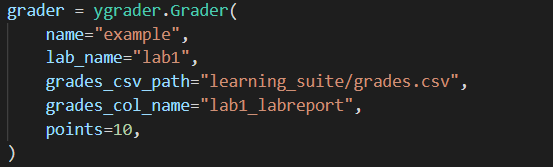 grader = ygrader.Grader(
    name="example",
    lab_name="lab1",
    grades_csv_path="learning_suite/grades.csv",
    grades_col_name="lab1_labreport",
    points=10,
)